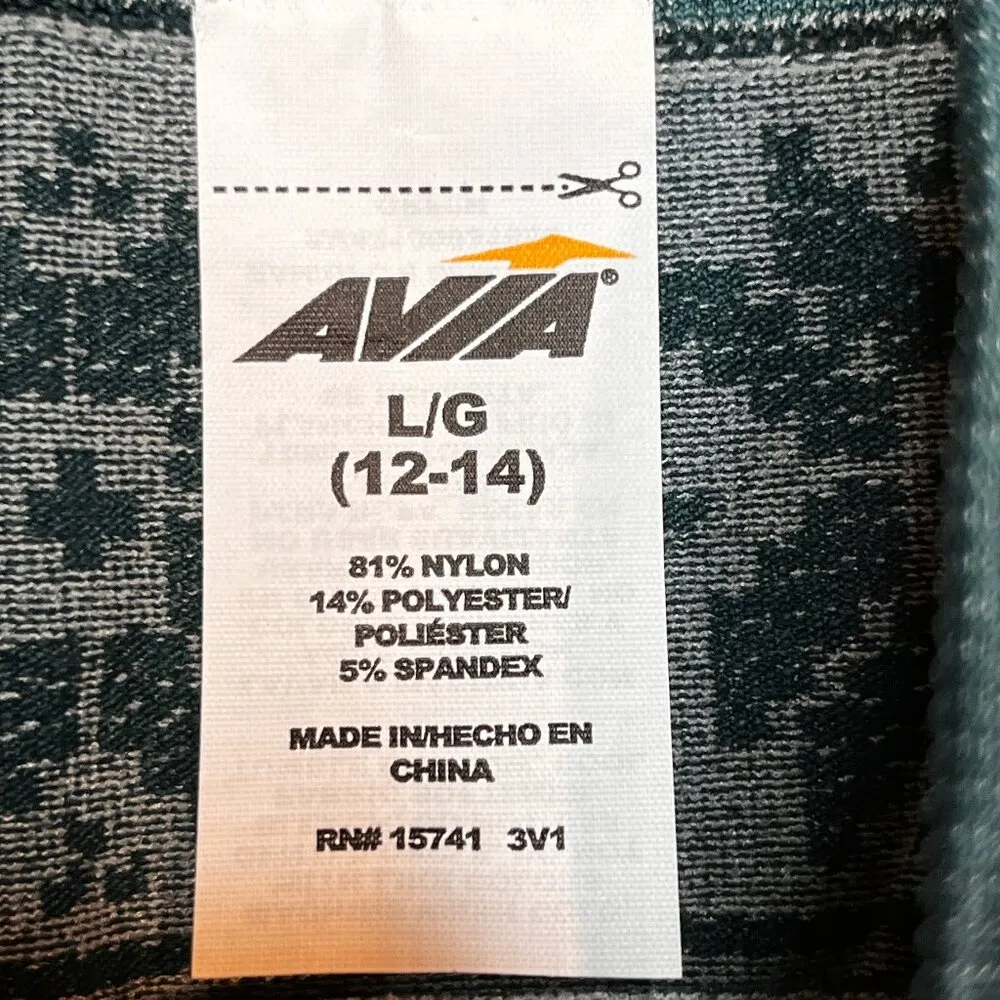 AVIA®
L/G
(12-14)
81% NYLON
14% POLYESTER/
POLIÉSTER
5% SPANDEX
MADE IN/HECHO EN
CHINA
RN# 15741 3V1